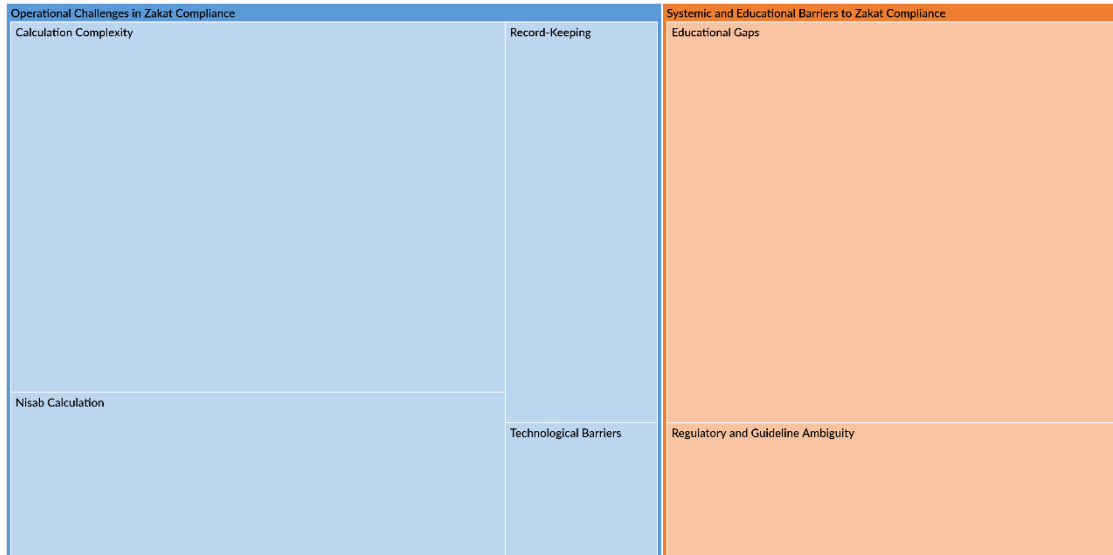 Operational Challenges in Zakat Compliance
Calculation Complexity
Record-Keeping
Nisab Calculation
Technological Barriers
Systemic and Educational Barriers to Zakat Compliance
Educational Gaps
Regulatory and Guideline Ambiguity